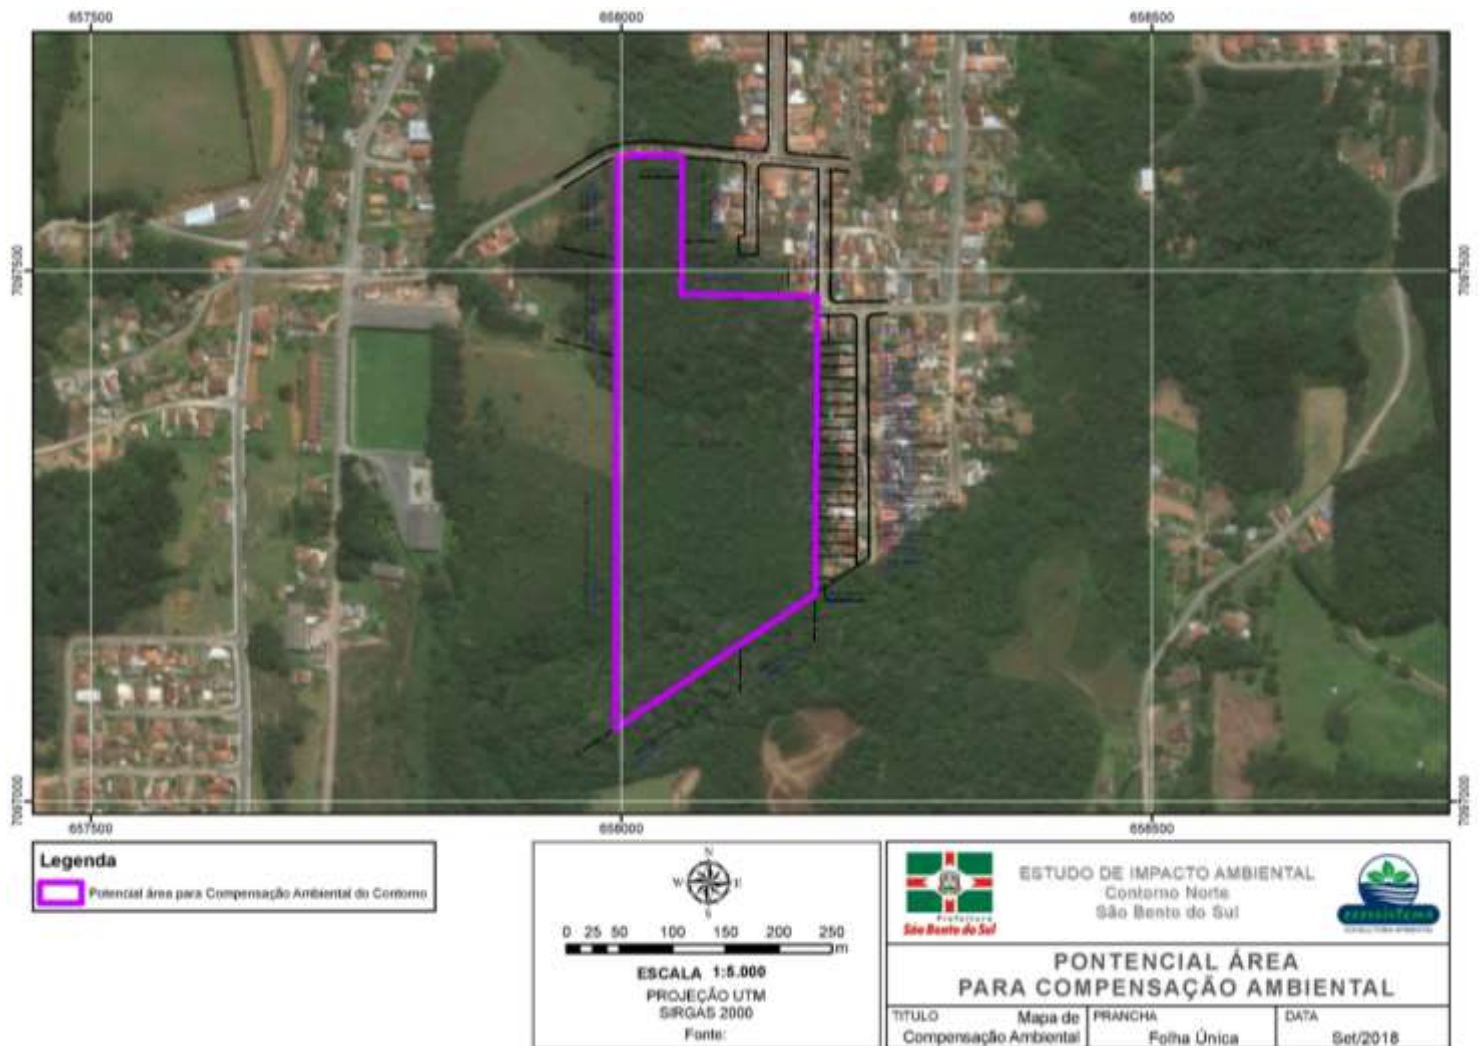 657500
658000
658500
7097500
7097500
7097000
7097000
657500
658000
658500
Legenda
Potencial área para Compensação Ambiental do Contorno
N
W
E
S
0 25 50 100 150 200 250
m
ESCALA 1:5.000
PROJEÇÃO UTM
SIRGAS 2000
Fonte:
Prefeitura
São Bento do Sul
ESTUDO DE IMPACTO AMBIENTAL
Contorno Norte
São Bento do Sul
ecossistema
CONSULTORIA AMBIENTAL
PONTENCIAL ÁREA
PARA COMPENSAÇÃO AMBIENTAL
TITULO
Mapa de
Compensação Ambiental
PRANCHA
Folha Única
DATA
Set/2018